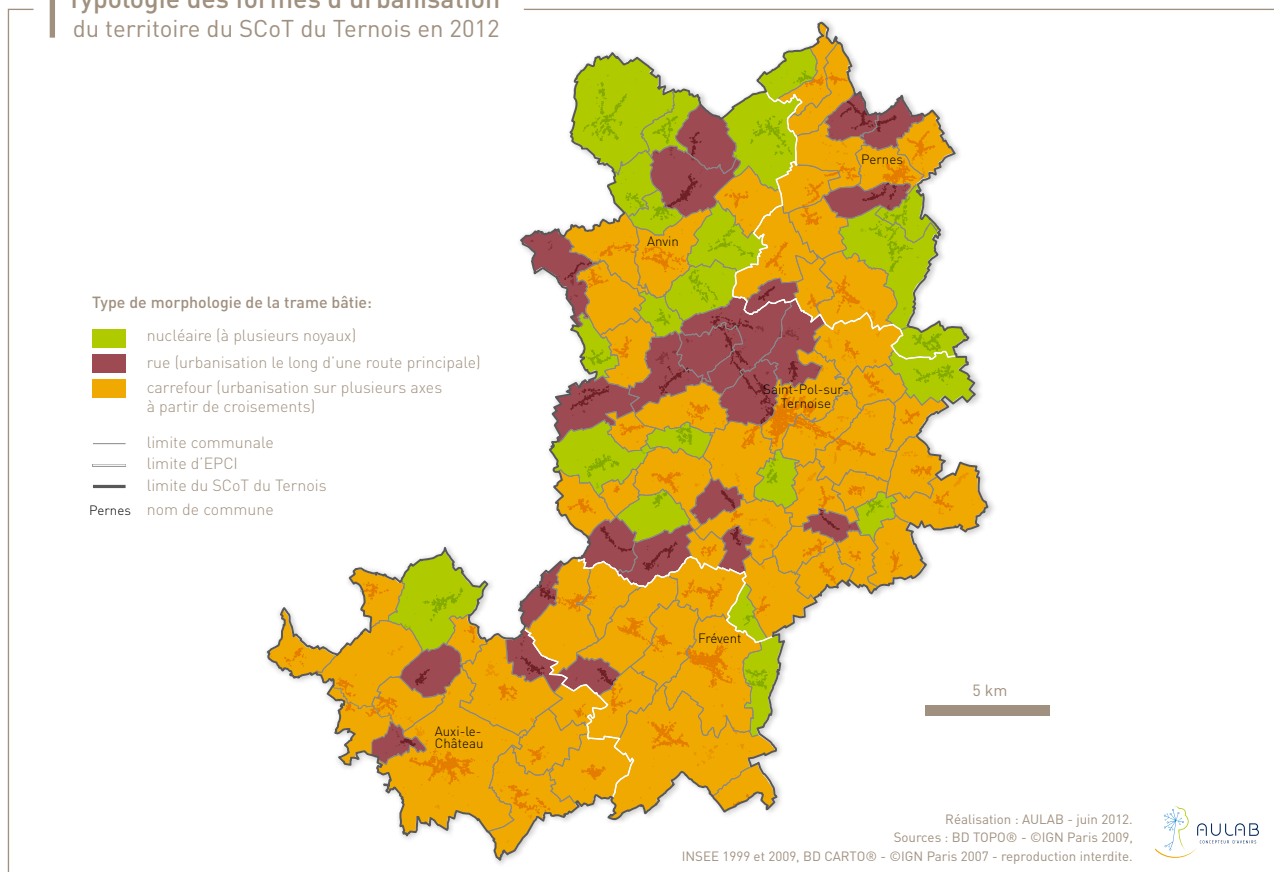 Typologie des formes d'urbanisation
du territoire du SCoT du Ternois en 2012
Pernes
Anvin
Type de morphologie de la trame bâtie:
nucléaire (à plusieurs noyaux)
rue (urbanisation le long d'une route principale)
carrefour (urbanisation sur plusieurs axes
à partir de croisements)
Saint-Pol-sur-
Ternoise
limite communale
limite d'EPCI
limite du SCoT du Ternois
Pernes nom de commune
Frévent
5 km
Auxi-le-
Château
Réalisation : AULAB - juin 2012.
Sources : BD TOPO® - ©IGN Paris 2009,
INSEE 1999 et 2009, BD CARTO® - ©IGN Paris 2007 - reproduction interdite.
AULAB
CONCEPTEUR D'AVENIRS